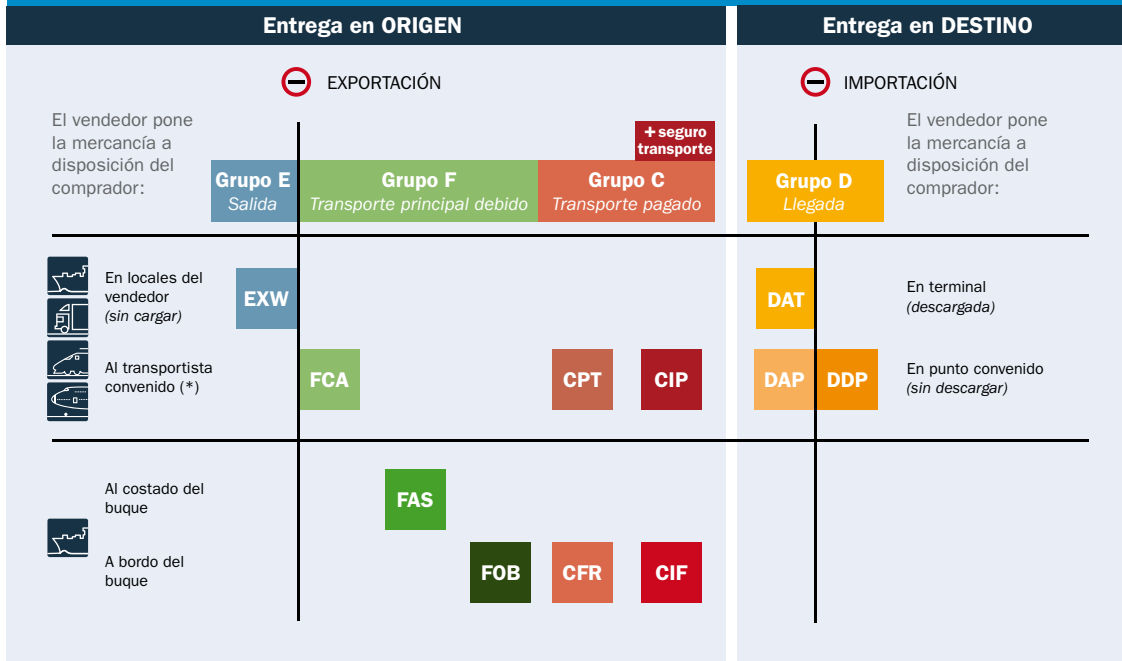 Entrega en ORIGEN
Entrega en DESTINO
EXPORTACIÓN
IMPORTACIÓN
El vendedor pone
la mercancía a
disposición del
comprador:
+ seguro
transporte
Grupo E
Salida
Grupo F
Transporte principal debido
Grupo C
Transporte pagado
Grupo D
Llegada
El vendedor pone
la mercancía a
disposición del
comprador:
En locales del
vendedor
(sin cargar)
EXW
DAT
En terminal
(descargada)
Al transportista
convenido (*)
FCA
CPT
CIP
DAP
DDP
En punto convenido
(sin descargar)
Al costado del
buque
FAS
A bordo del
buque
FOB
CFR
CIF